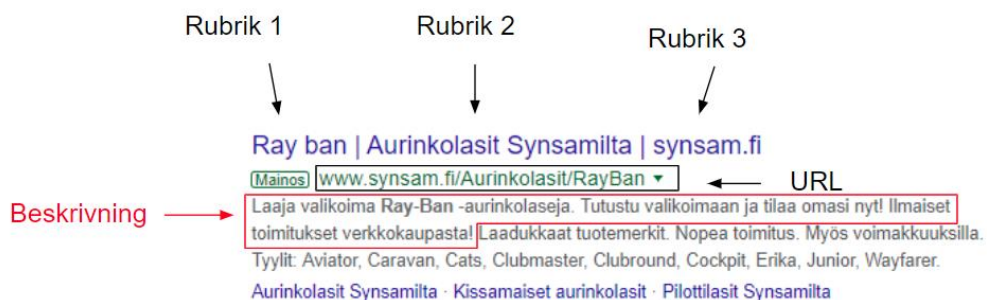 Rubrik 1 Rubrik 2 Rubrik 3
Ray ban | Aurinkolasit Synsamilta | synsam.fi
Mainos www.synsam.fi/Aurinkolasit/RayBan ▼ URL
Beskrivning Laaja valikoima Ray-Ban -aurinkolaseja. Tutustu valikoimaan ja tilaa omasi nyt! Ilmaiset
toimitukset verkkokaupasta! Laadukkaat tuotemerkit. Nopea toimitus. Myös voimakkuuksilla.
Tyylit: Aviator, Caravan, Cats, Clubmaster, Clubround, Cockpit, Erika, Junior, Wayfarer.
Aurinkolasit Synsamilta · Kissamaiset aurinkolasit · Pilottilasit Synsamilta